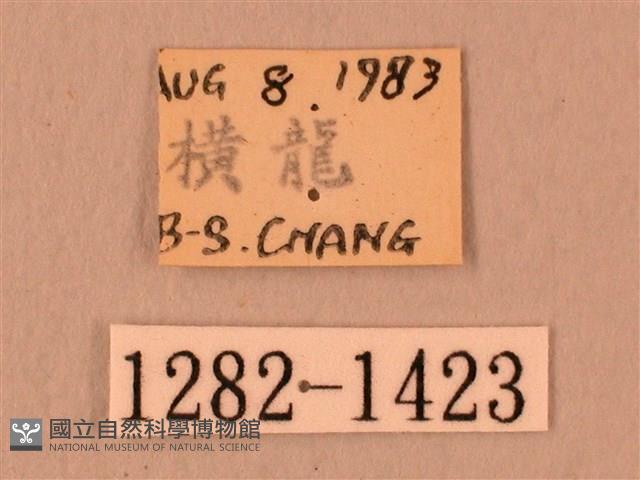 AUG 8. 1983
橫龍
B-S. CHANG
1282-1423
國立自然科學博物館
NATIONAL MUSEUM OF NATURAL SCIENCE